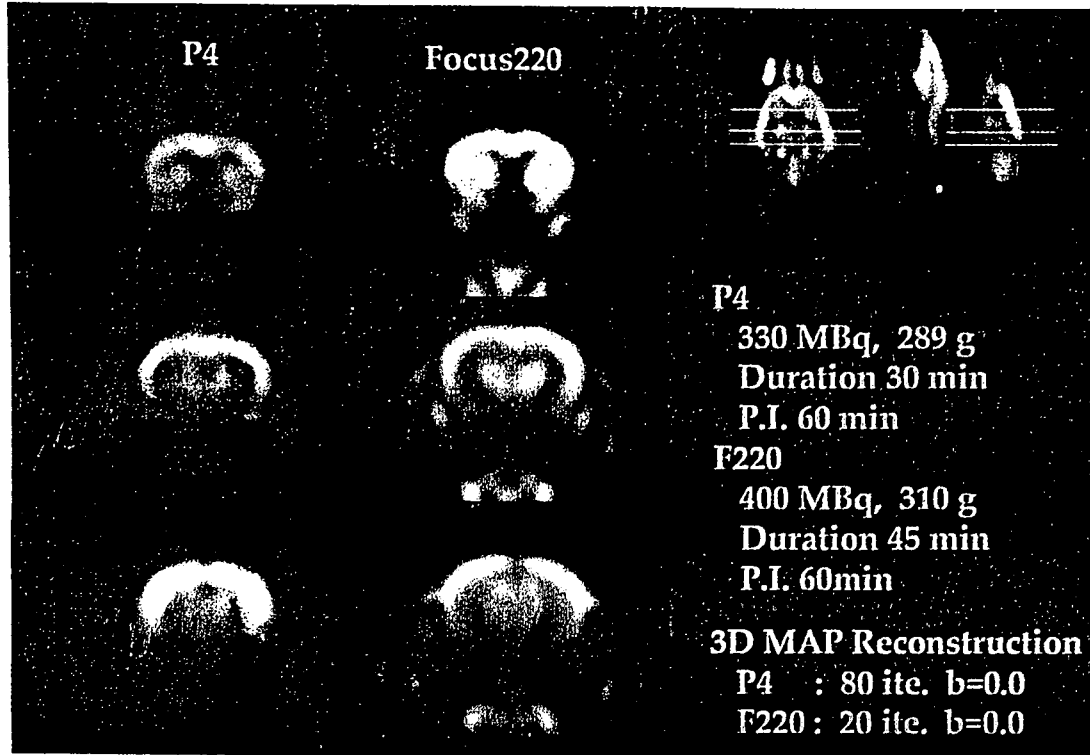 P4
Focus220
P4
330 MBq, 289 g
Duration 30 min
P.I. 60 min
F220
400 MBq, 310 g
Duration 45 min
P.I. 60min
3D MAP Reconstruction
P4 : 80 ite. b=0.0
F220 : 20 ite. b=0.0